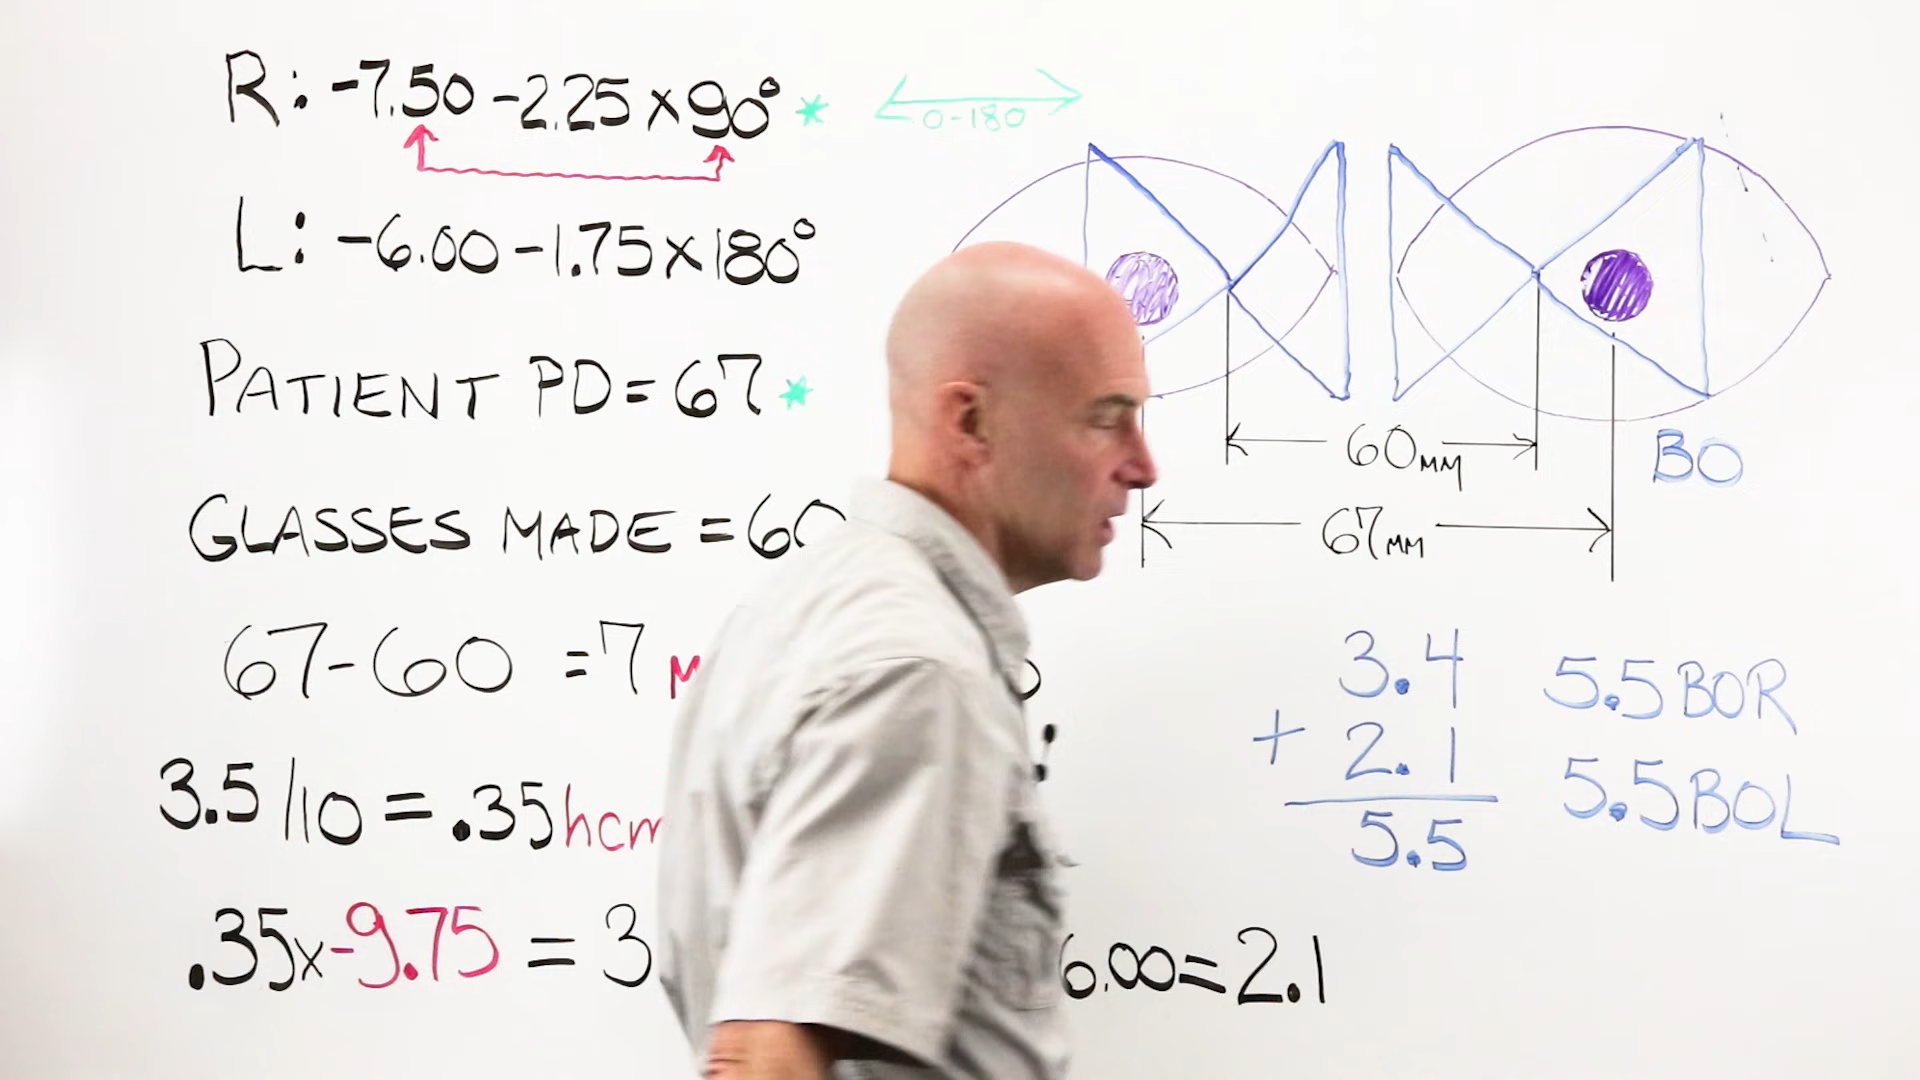 R: -7.50 -2.25 x 90° *
0-180
L: -6.00 -1.75 x 180°
PATIENT PD = 67 *
60MM
BO
GLASSES MADE = 60
67MM
67-60 = 7
3.4
+ 2.1
5.5
5.5 BOR
5.5 BOL
3.5/10 = .35
.35 x -9.75 = 3
6.00 = 2.1